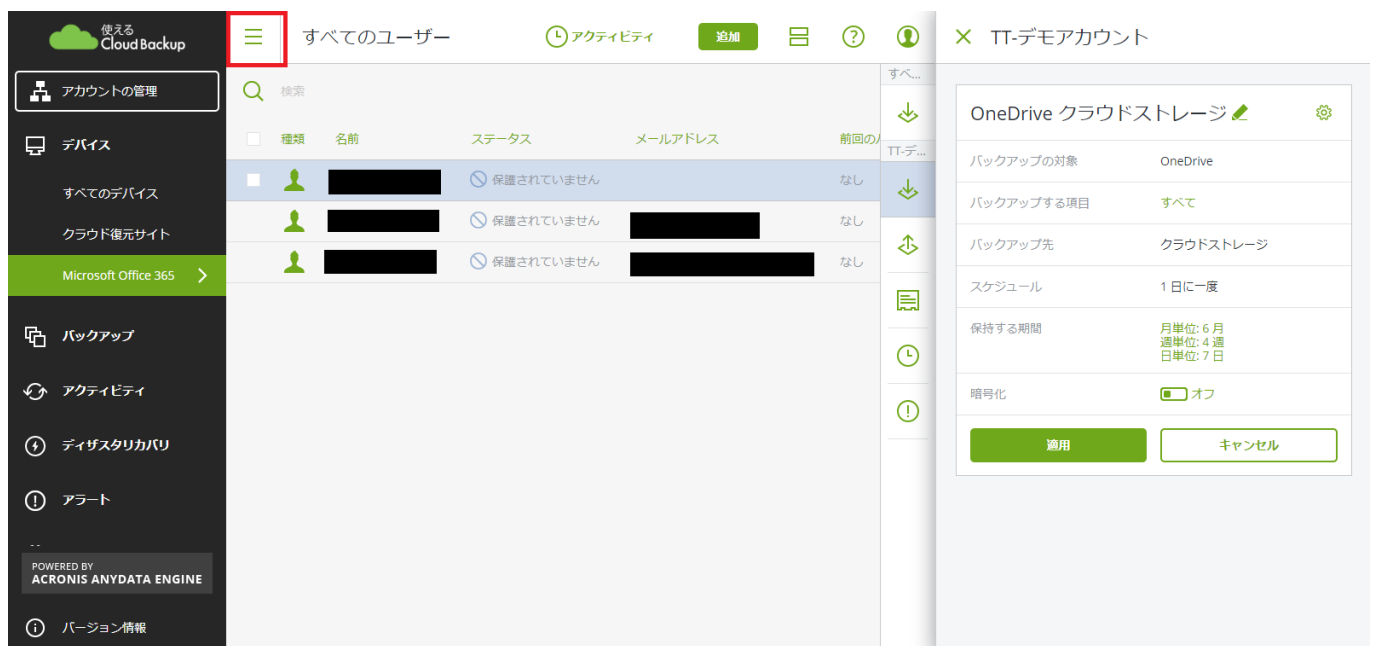 使える
Cloud Backup
アカウントの管理
デバイス
すべてのデバイス
クラウド復元サイト
Microsoft Office 365
バックアップ
アクティビティ
ディザスタリカバリ
アラート
POWERED BY
ACRONIS ANYDATA ENGINE
バージョン情報
すべてのユーザー
アクティビティ
追加
検索
種類 名前 ステータス メールアドレス 前回の
保護されていません なし
保護されていません なし
保護されていません なし
すべ...
TT-デ...
TT-デモアカウント
OneDrive クラウドストレージ
バックアップの対象 OneDrive
バックアップする項目 すべて
バックアップ先 クラウドストレージ
スケジュール 1 日に一度
保持する期間 月単位: 6 月
週単位: 4 週
日単位: 7 日
暗号化 オフ
適用 キャンセル